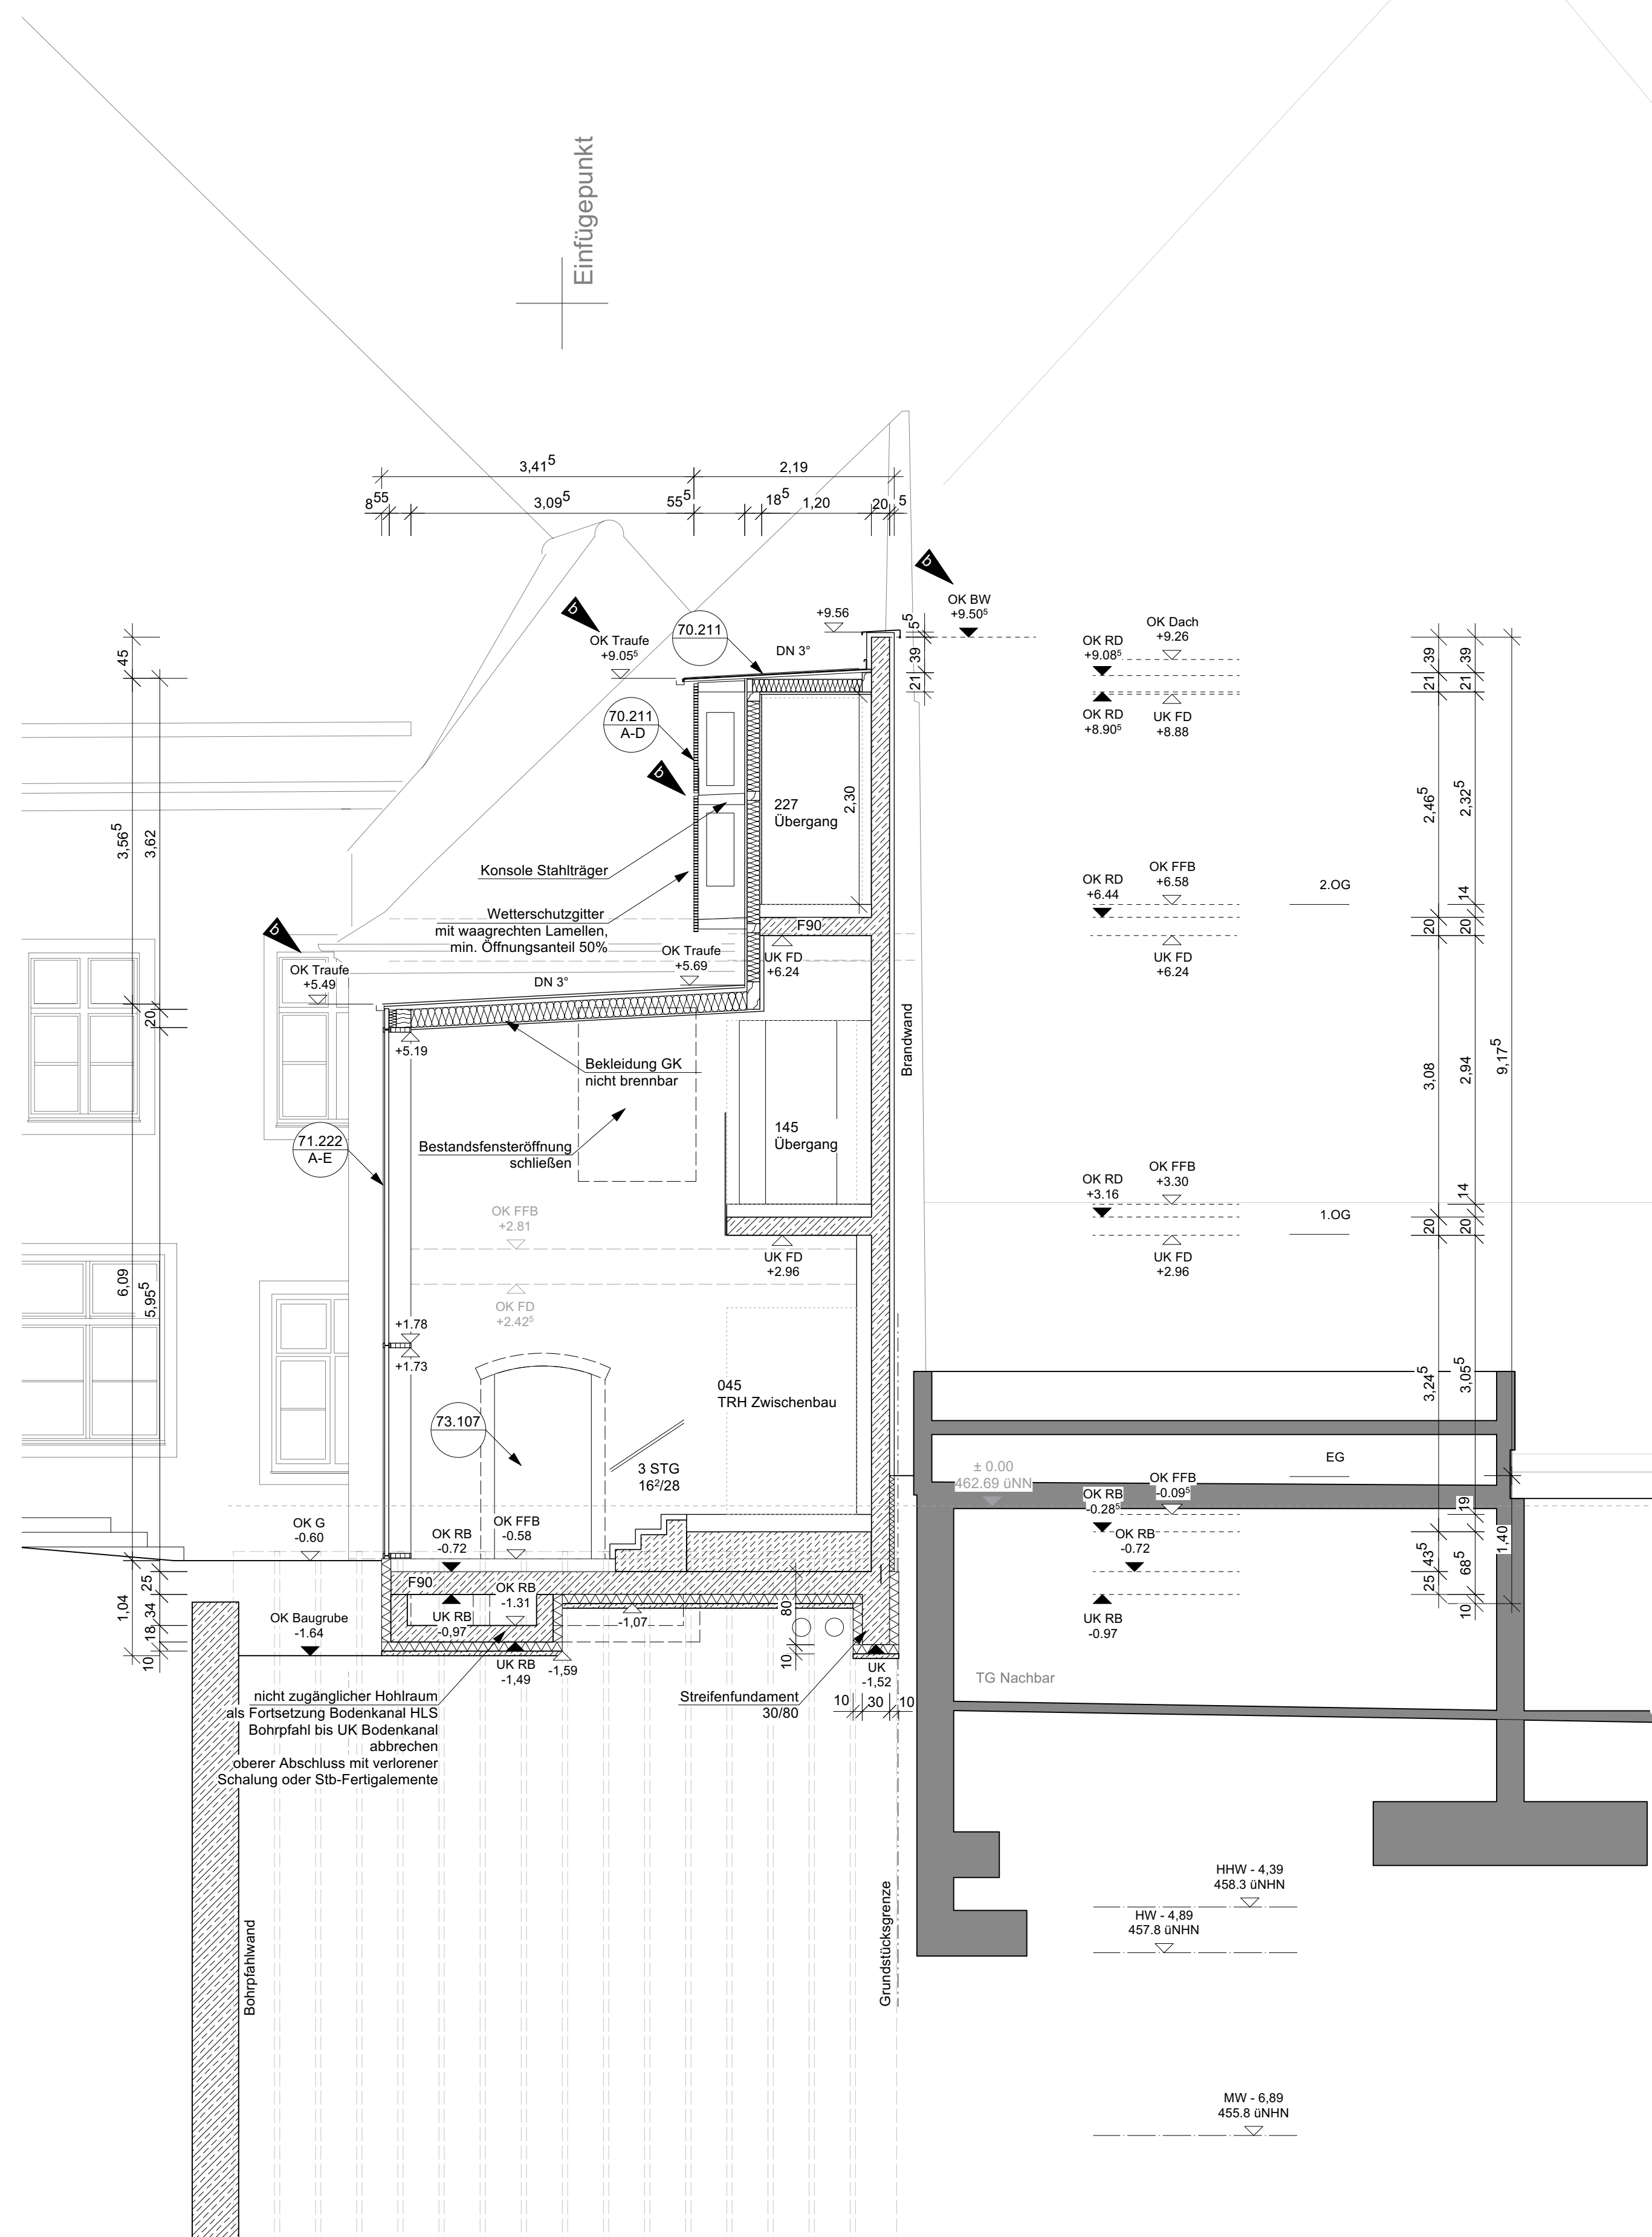 Einfügepunkt
3,41⁵
2,19
8⁵
5
3,09⁵
55⁵
18⁵
1,20
20
5
b
OK BW
+9.50⁵
b
OK Traufe
+9.05⁵
70.211
+9.56
DN 3°
5⁵
39
21
OK Dach
+9.26
OK RD
+9.08⁵
OK RD
+8.90⁵
UK FD
+8.88
39
21
39
21
45
3,56⁵
3,62
70.211
A-D
b
227
Übergang
2,30
Konsole Stahlträger
Wetterschutzgitter
mit waagrechten Lamellen,
min. Öffnungsanteil 50%
F90
2,46⁵
2,32⁵
OK RD
+6.44
OK FFB
+6.58
2.OG
14
20
20
UK FD
+6.24
UK FD
+6.24
b
OK Traufe
+5.49
OK Traufe
+5.69
DN 3°
20
+5.19
Bekleidung GK
nicht brennbar
Brandwand
3,08
2,94
9,17⁵
71.222
A-E
Bestandsfensteröffnung
schließen
145
Übergang
OK RD
+3.16
OK FFB
+3.30
1.OG
14
20
20
OK FFB
+2.81
UK FD
+2.96
UK FD
+2.96
OK FD
+2.42⁵
6,09
5,95⁵
+1.78
+1.73
045
TRH Zwischenbau
3,24⁵
3,05⁵
73.107
3 STG
16²/28
± 0.00
462.69 üNN
EG
OK FFB
-0.09⁵
OK RB
-0.28⁵
OK RB
-0.72
19
43⁵
68⁵
1,40
25
10
UK RB
-0.97
OK G
-0.60
OK RB
-0.72
OK FFB
-0.58
F90
OK RB
-1.31
UK RB
-0,97
-1,07
80
10
1,04
25
34
18
10
OK Baugrube
-1.64
UK RB
-1,49
-1,59
UK
-1,52
TG Nachbar
nicht zugänglicher Hohlraum
als Fortsetzung Bodenkanal HLS
Bohrpfahl bis UK Bodenkanal
abbrechen
oberer Abschluss mit verlorener
Schalung oder Stb-Fertigalemente
Streifenfundament
30/80
10
30
10
Bohrpfahlwand
Grundstücksgrenze
HHW - 4,39
458.3 üNHN
HW - 4,89
457.8 üNHN
MW - 6,89
455.8 üNHN